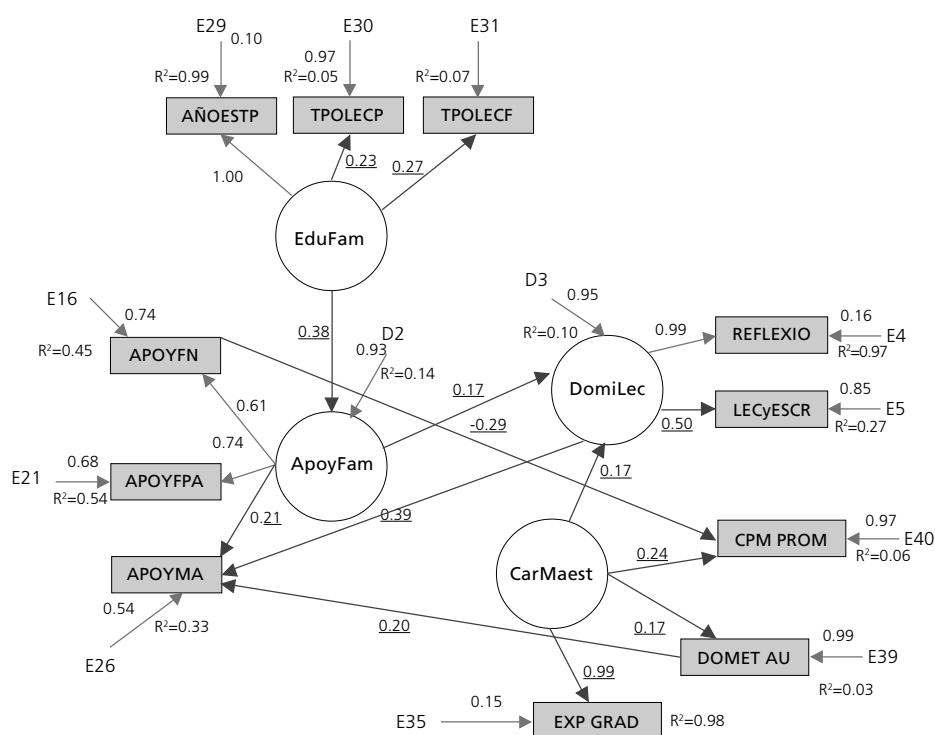 E29
0.10
E30
E31
0.97
R²=0.99
R²=0.05
R²=0.07
AÑOESTP
TPOLECP
TPOLECF
1.00
0.23
0.27
EduFam
0.38
E16
0.74
R²=0.45
APOYFN
D2
0.93
R²=0.14
D3
0.95
R²=0.10
DomiLec
0.99
REFLEXIO
0.16
E4
R²=0.97
0.17
-0.29
0.50
LECyESCR
0.85
E5
R²=0.27
0.61
0.74
ApoyFam
E21
0.68
R²=0.54
APOYFPA
0.21
0.39
0.17
APOYMA
0.54
R²=0.33
E26
0.20
CarMaest
0.24
CPM PROM
0.97
E40
R²=0.06
0.17
DOMET AU
0.99
E39
R²=0.03
0.99
E35
0.15
EXP GRAD
R²=0.98